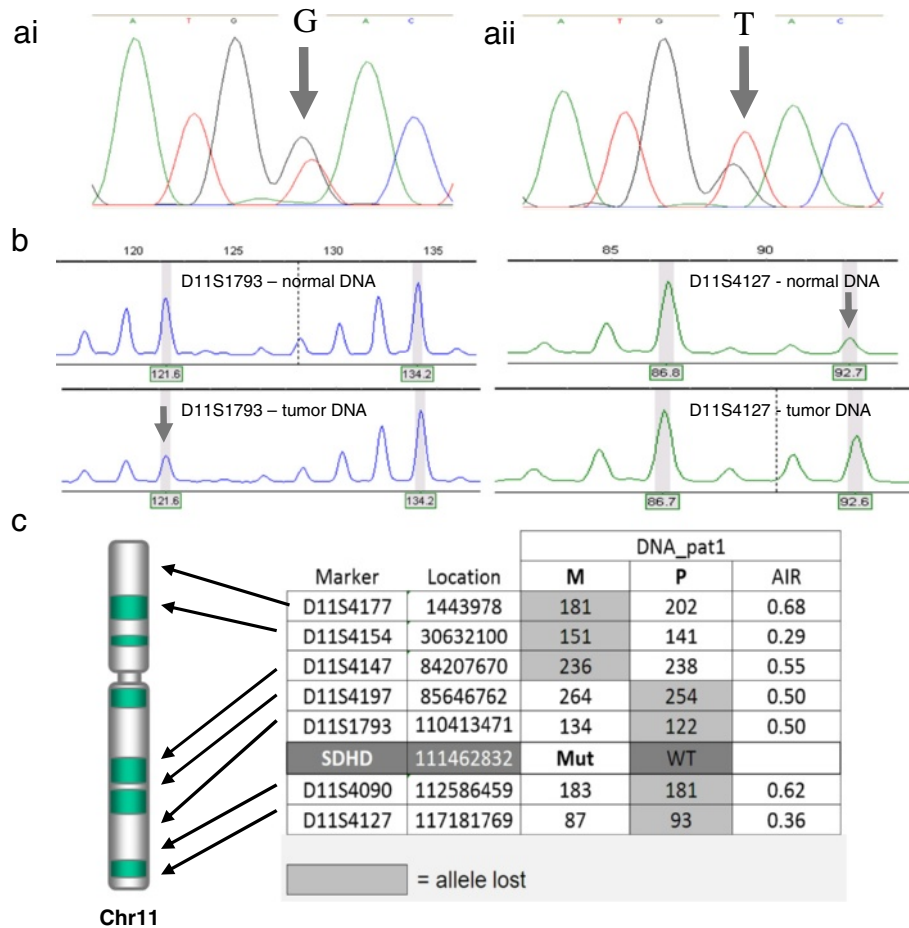 ai
A T G G A C
aii
A T G T A C
b
120 125 130 135
D11S1793 – normal DNA
121.6 134.2
D11S1793 – tumor DNA
121.6 134.2
85 90
D11S4127 - normal DNA
86.8 92.7
D11S4127 - tumor DNA
86.7 92.6
c
DNA_pat1
Marker Location M P AIR
D11S4177 1443978 181 202 0.68
D11S4154 30632100 151 141 0.29
D11S4147 84207670 236 238 0.55
D11S4197 85646762 264 254 0.50
D11S1793 110413471 134 122 0.50
SDHD 111462832 Mut WT
D11S4090 112586459 183 181 0.62
D11S4127 117181769 87 93 0.36
= allele lost
Chr11